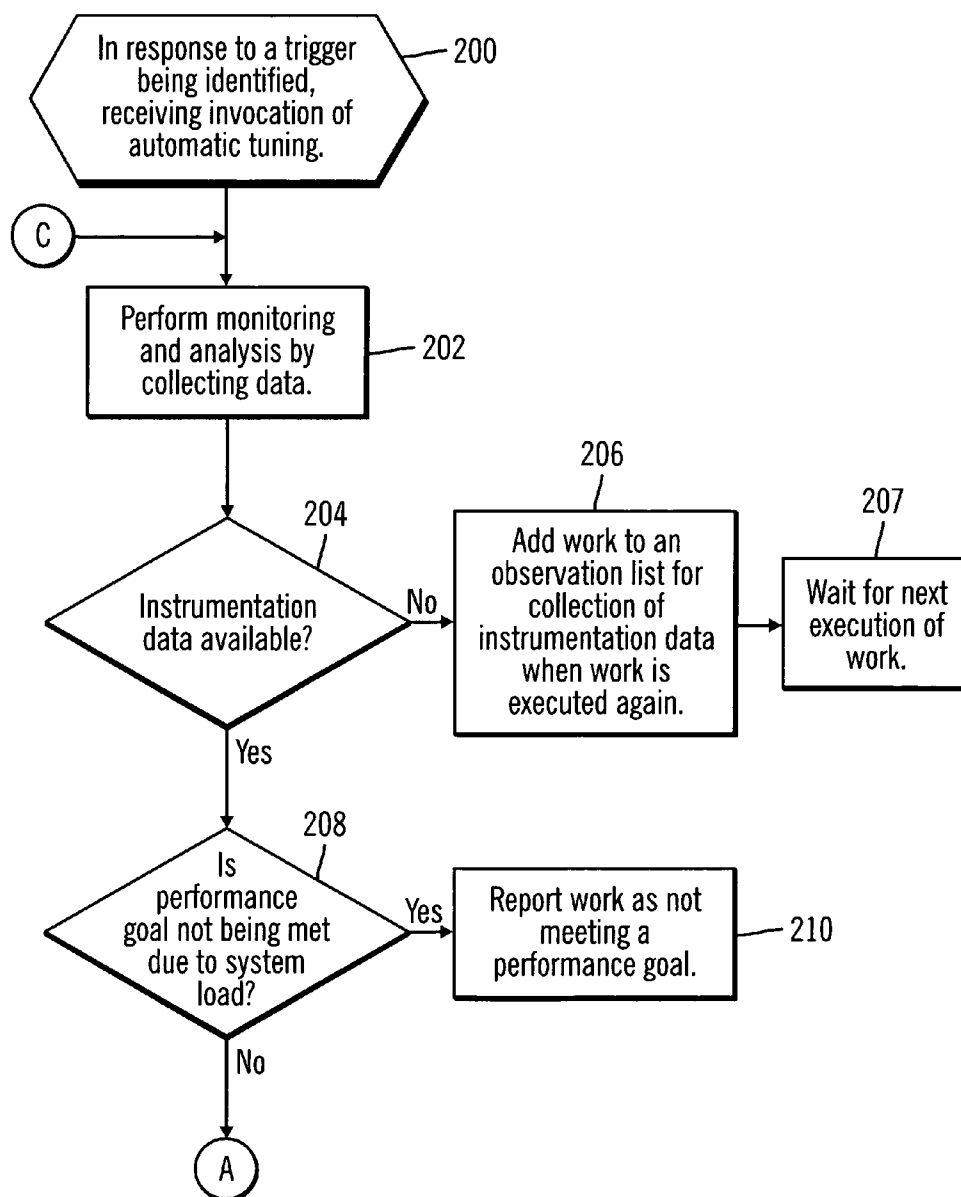 In response to a trigger
being identified,
receiving invocation of
automatic tuning.
200
C
Perform monitoring
and analysis by
collecting data.
202
204
Instrumentation
data available?
No
206
Add work to an
observation list for
collection of
instrumentation data
when work is
executed again.
207
Wait for next
execution of
work.
Yes
208
Is
performance
goal not being met
due to system
load?
Yes
Report work as not
meeting a
performance goal.
210
No
A